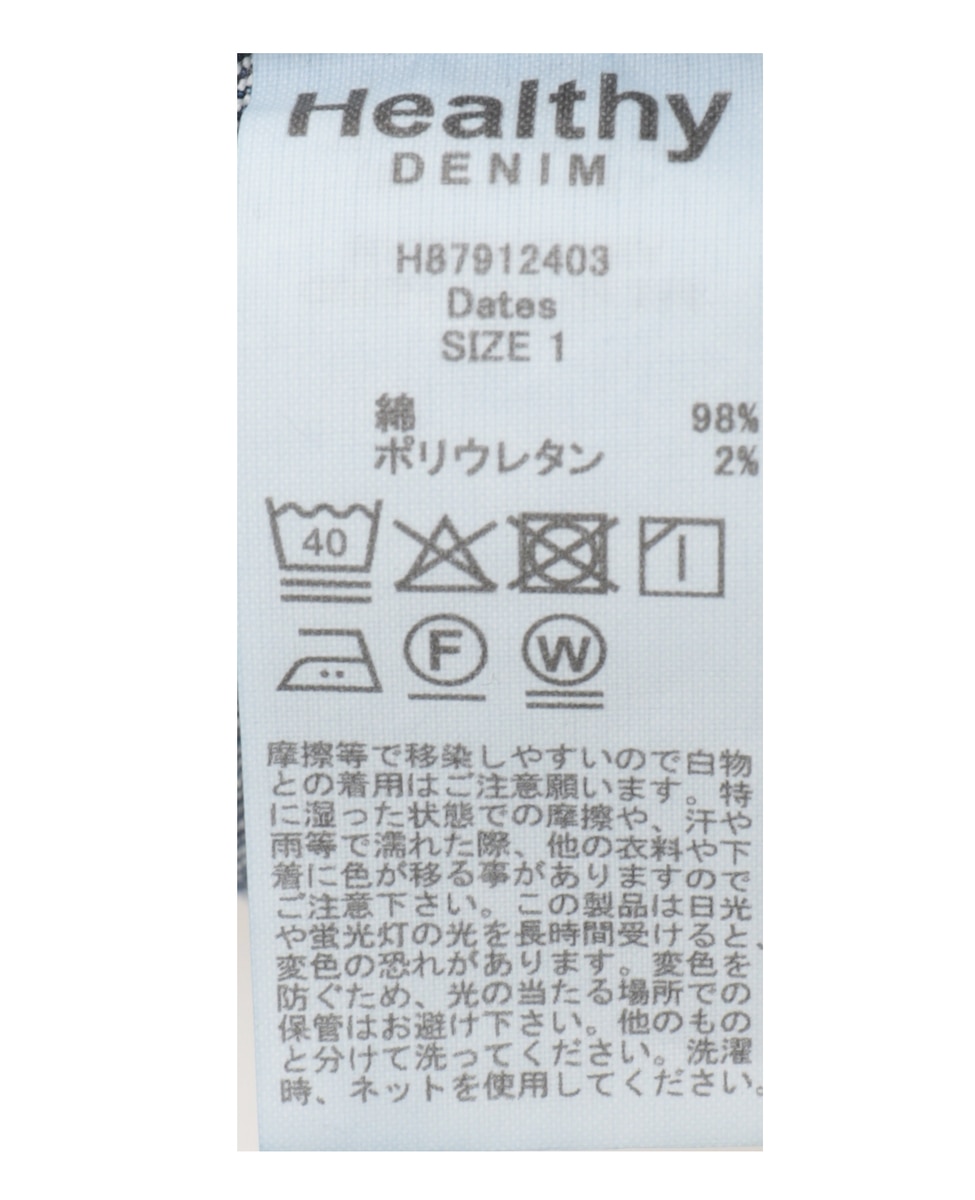 Healthy
DENIM
H87912403
Dates
SIZE 1
綿 98%
ポリウレタン 2%
40
F W
摩擦等で移染しやすいので白物
との着用はご注意願います。特
に湿った状態での摩擦や、汗や
雨等で濡れた際、他の衣料や下
着に色が移る事がありますので
ご注意下さい。この製品は日光
や蛍光灯の光を長時間受けると、
変色の恐れがあります。変色を
防ぐため、光の当たる場所での
保管はお避け下さい。他のもの
と分けて洗ってください。洗濯
時、ネットを使用してください。